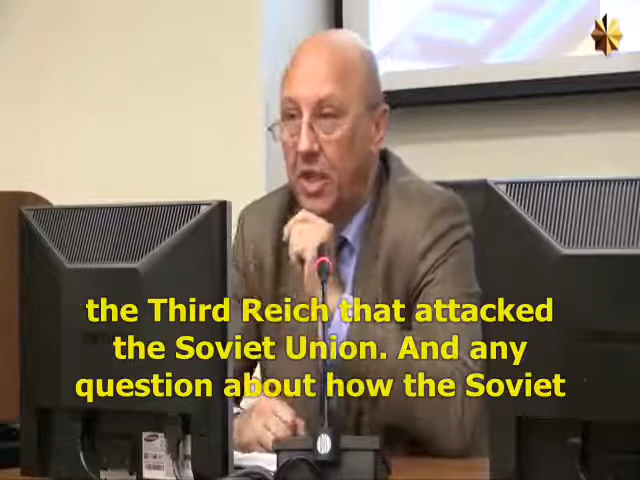 the Third Reich that attacked
the Soviet Union. And any
question about how the Soviet